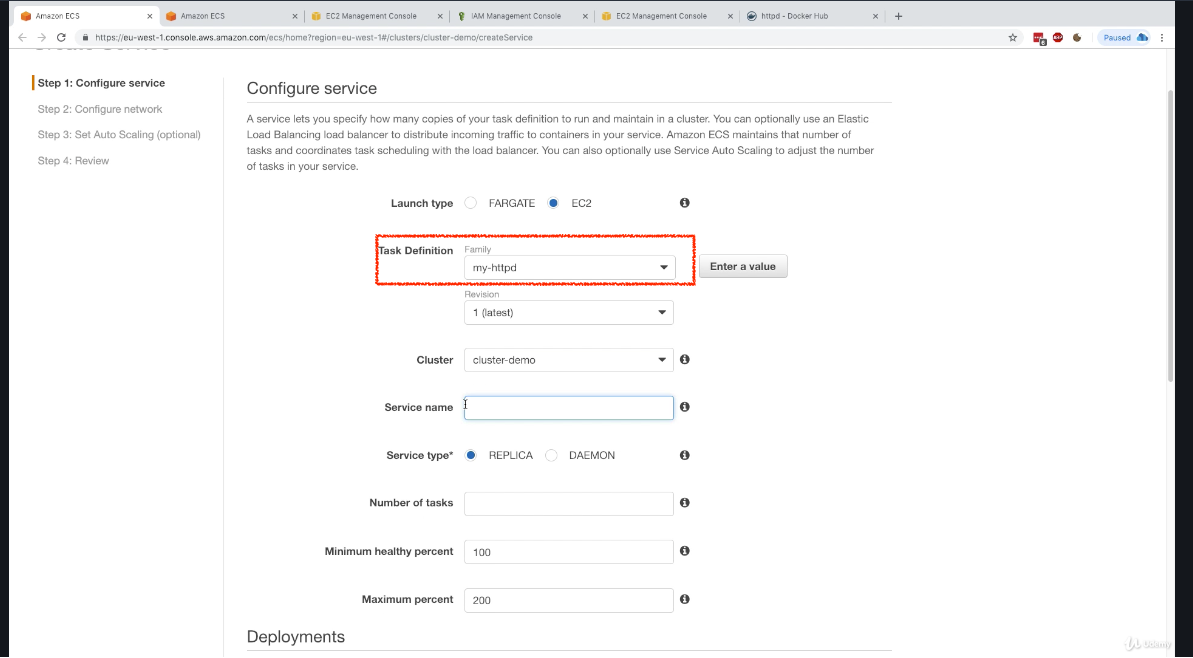 Amazon ECS
Amazon ECS
EC2 Management Console
IAM Management Console
EC2 Management Console
httpd - Docker Hub
https://eu-west-1.console.aws.amazon.com/ecs/home?region=eu-west-1#/clusters/cluster-demo/createService
Paused
Create Service
Step 1: Configure service
Step 2: Configure network
Step 3: Set Auto Scaling (optional)
Step 4: Review
Configure service
A service lets you specify how many copies of your task definition to run and maintain in a cluster. You can optionally use an Elastic
Load Balancing load balancer to distribute incoming traffic to containers in your service. Amazon ECS maintains that number of
tasks and coordinates task scheduling with the load balancer. You can also optionally use Service Auto Scaling to adjust the number
of tasks in your service.
Launch type FARGATE EC2
Task Definition Family
my-httpd
Enter a value
Revision
1 (latest)
Cluster cluster-demo
Service name
Service type* REPLICA DAEMON
Number of tasks
Minimum healthy percent 100
Maximum percent 200
Deployments
Udemy